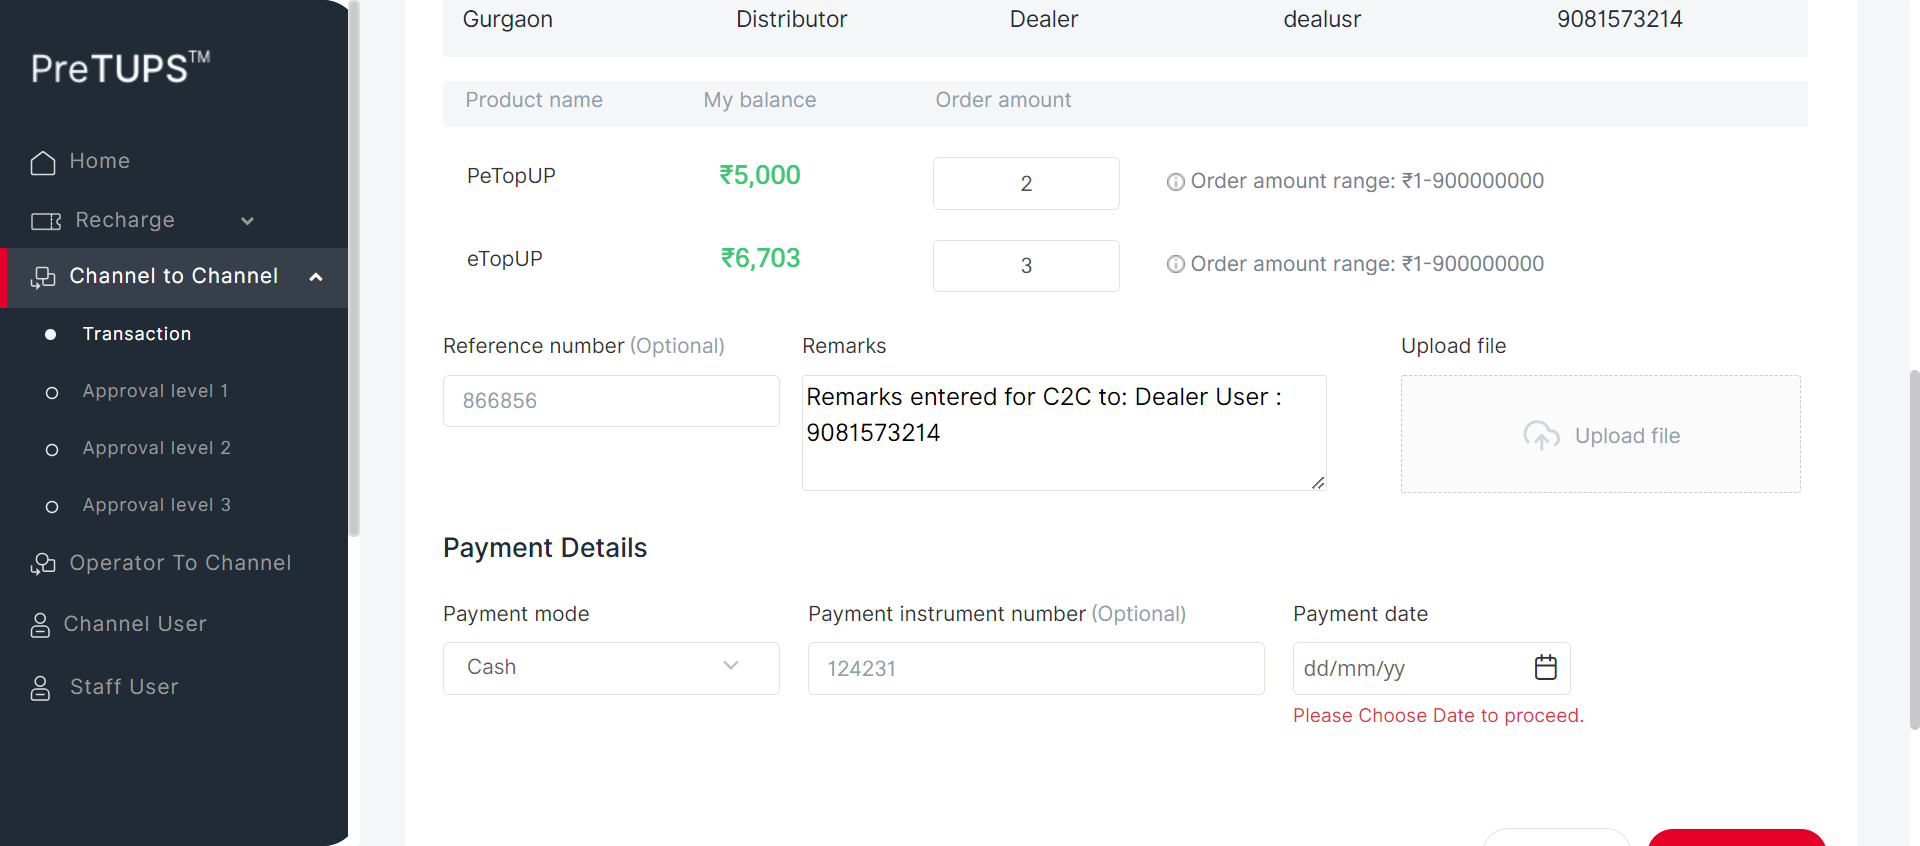 PreTUPS™
Home
Recharge
Channel to Channel
Transaction
Approval level 1
Approval level 2
Approval level 3
Operator To Channel
Channel User
Staff User
Gurgaon Distributor Dealer dealusr 9081573214
Product name My balance Order amount
PeTopUP ₹5,000 2 Order amount range: ₹1-900000000
eTopUP ₹6,703 3 Order amount range: ₹1-900000000
Reference number (Optional) Remarks Upload file
866856
Remarks entered for C2C to: Dealer User :
9081573214
Upload file
Payment Details
Payment mode Payment instrument number (Optional) Payment date
Cash 124231 dd/mm/yy
Please Choose Date to proceed.